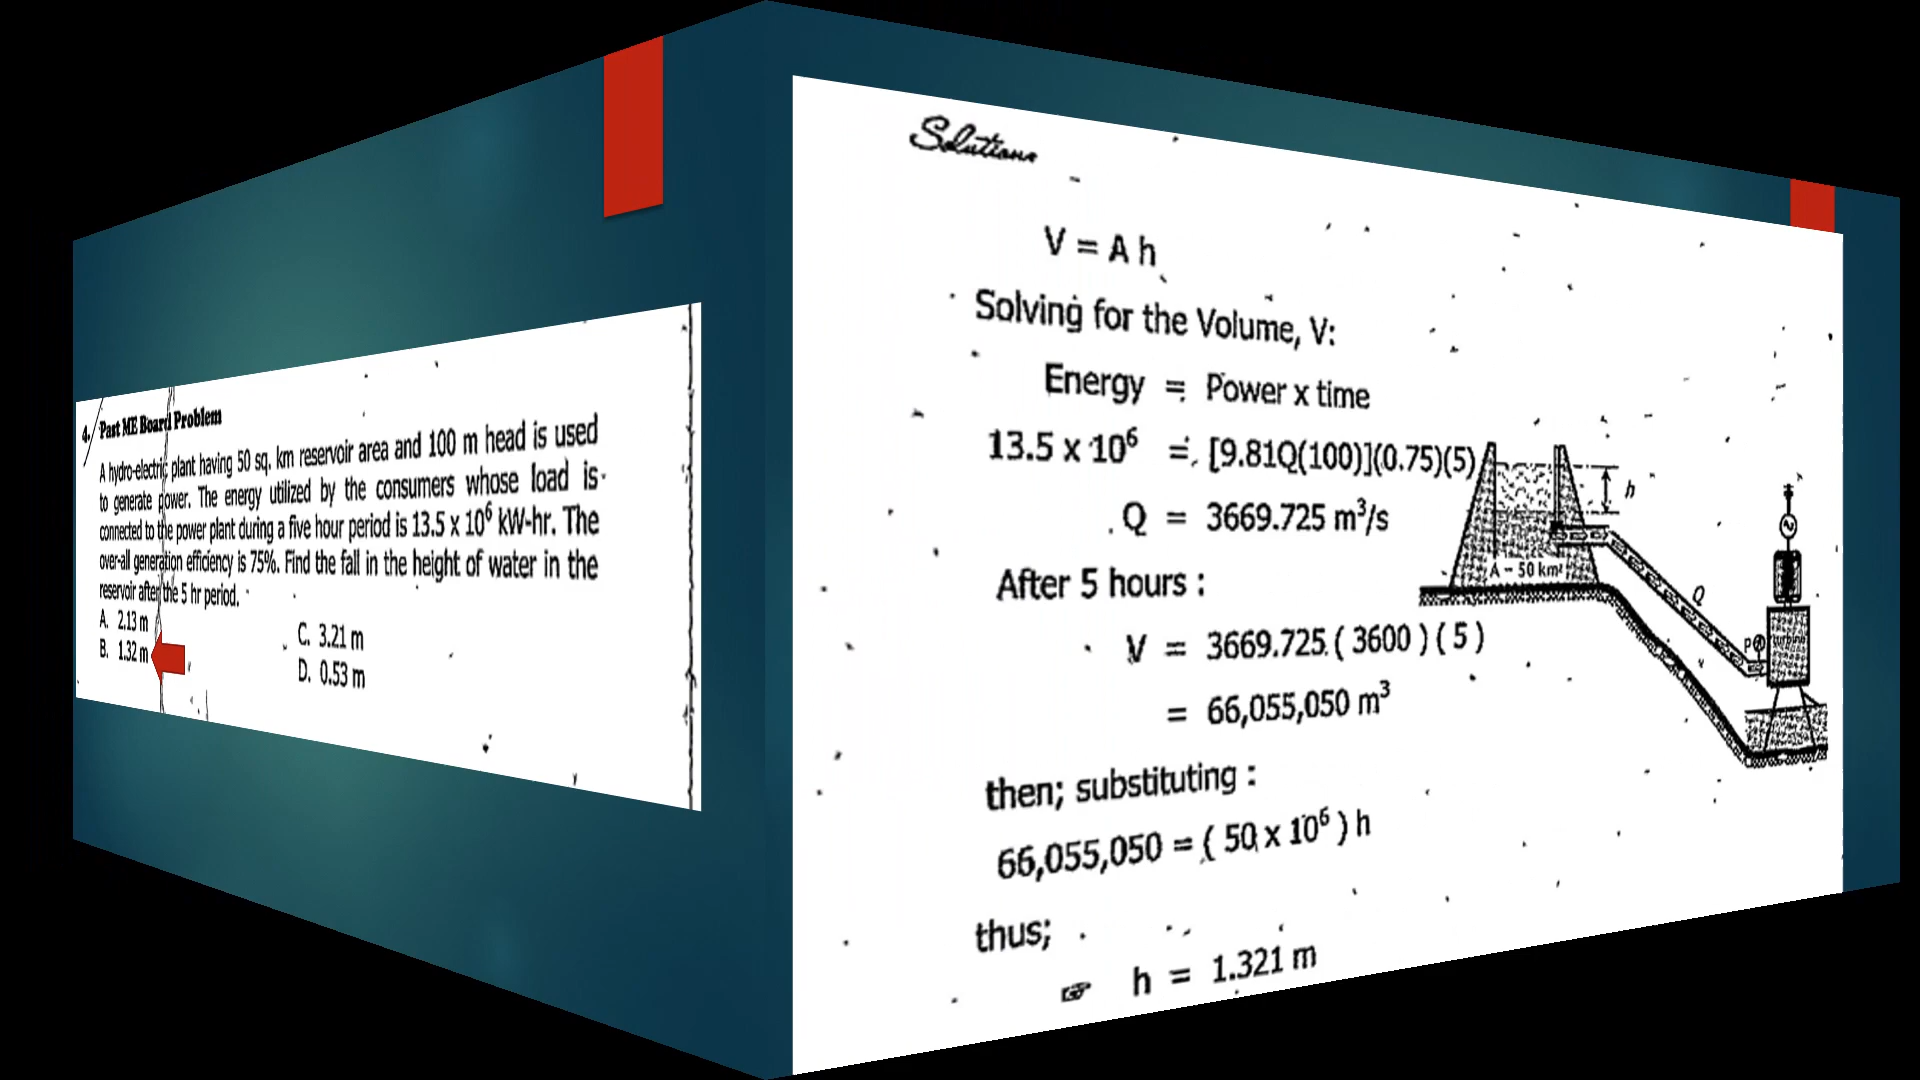 4. Past ME Board Problem
A hydro-electric plant having 50 sq. km reservoir area and 100 m head is used
to generate power. The energy utilized by the consumers whose load is
connected to the power plant during a five hour period is 13.5 x 10⁶ kW-hr. The
over-all generation efficiency is 75%. Find the fall in the height of water in the
reservoir after the 5 hr period.
A. 2.13 m
B. 1.32 m
C. 3.21 m
D. 0.53 m
Solutions
V = A h
Solving for the Volume, V:
Energy = Power x time
13.5 x 10⁶ = [9.81Q(100)](0.75)(5)
Q = 3669.725 m³/s
After 5 hours :
V = 3669.725 ( 3600 ) ( 5 )
= 66,055,050 m³
then; substituting :
66,055,050 = ( 50 x 10⁶ ) h
thus;
☞ h = 1.321 m
h
A = 50 km²
Q
P
turbine